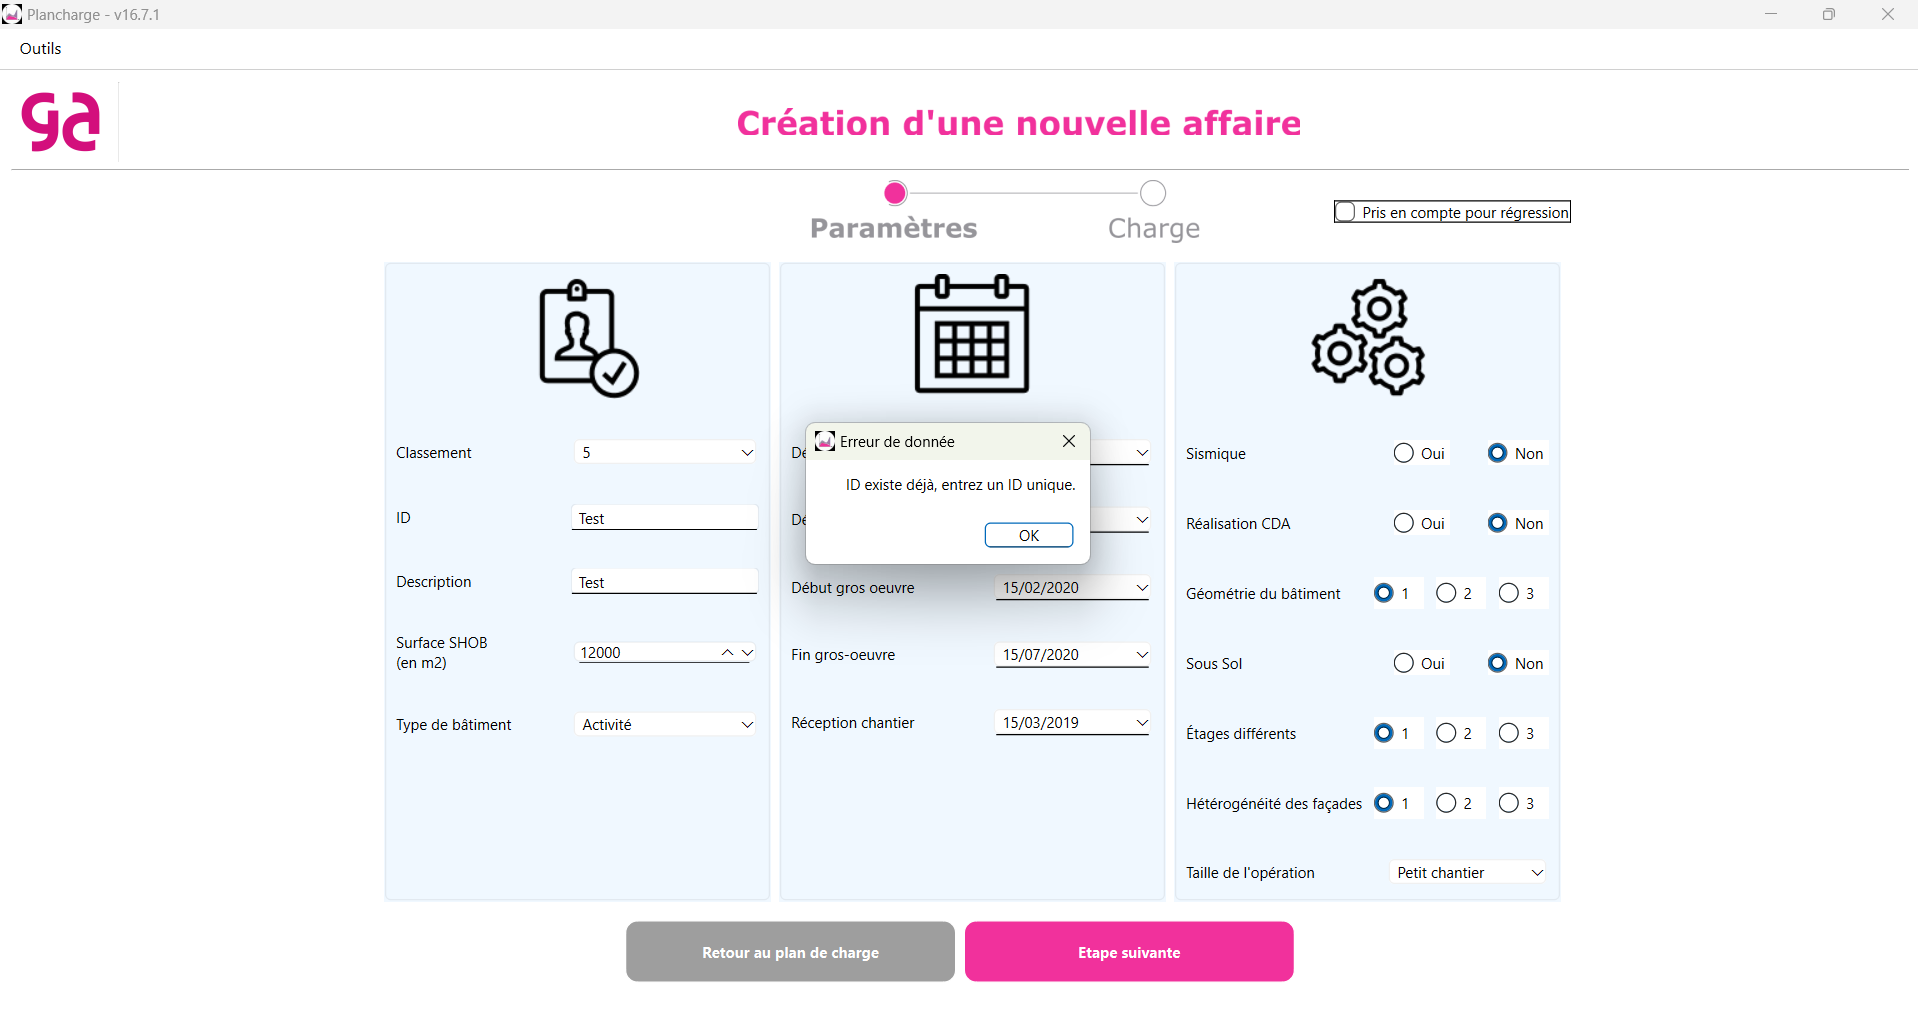 Plancharge - v16.7.1
Outils
ga
Création d'une nouvelle affaire
Paramètres
Charge
Pris en compte pour régression
Classement
5
ID
Test
Description
Test
Surface SHOB
(en m2)
12000
Type de bâtiment
Activité
Dé
Dé
Erreur de donnée
ID existe déjà, entrez un ID unique.
OK
Début gros oeuvre
15/02/2020
Fin gros-oeuvre
15/07/2020
Réception chantier
15/03/2019
Sismique
Oui
Non
Réalisation CDA
Oui
Non
Géométrie du bâtiment
1
2
3
Sous Sol
Oui
Non
Étages différents
1
2
3
Hétérogénéité des façades
1
2
3
Taille de l'opération
Petit chantier
Retour au plan de charge
Etape suivante